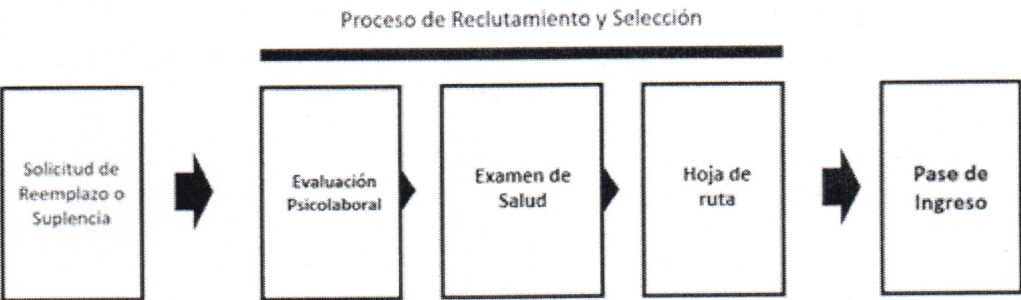 Proceso de Reclutamiento y Selección
Solicitud de
Reemplazo o
Suplencia
Evaluación
Psicolaboral
Examen de
Salud
Hoja de
ruta
Pase de
Ingreso